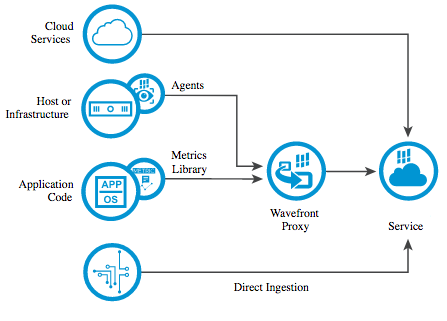 Cloud
Services
Agents
Host or
Infrastructure
Metrics
Library
METRIC
Application
Code
APP
OS
Wavefront
Proxy
Service
Direct Ingestion